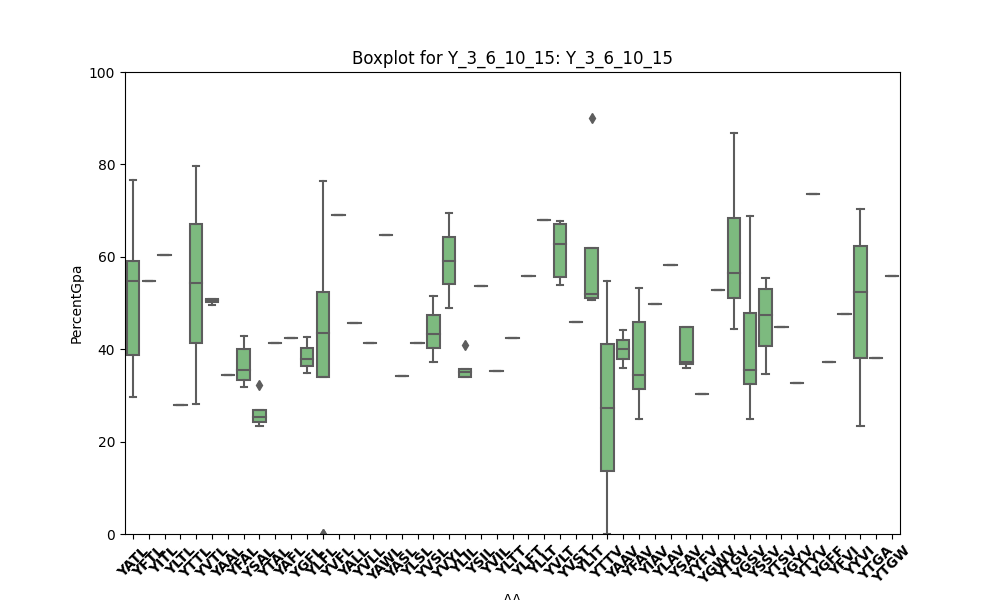 Boxplot for Y_3_6_10_15: Y_3_6_10_15
100
80
60
40
20
0
PercentGpa
YATL YFTL YITL YLTL YTTL YVTL YAAL YFAL YSAL YTAL YAFL YGFL YLFL YVFL YALL YVLL YAWL YASL YLSL YVSL YVYL YLIL YSIL YVIL YLTT YLFT YLLT YVLT YVST YLIT YTTV YAAV YFAV YIAV YLAV YSAV YYFV YGWV YTGV YGSV YSSV YTSV YGYV YTYV YGFF YFVI YYVI YTGA YTGW